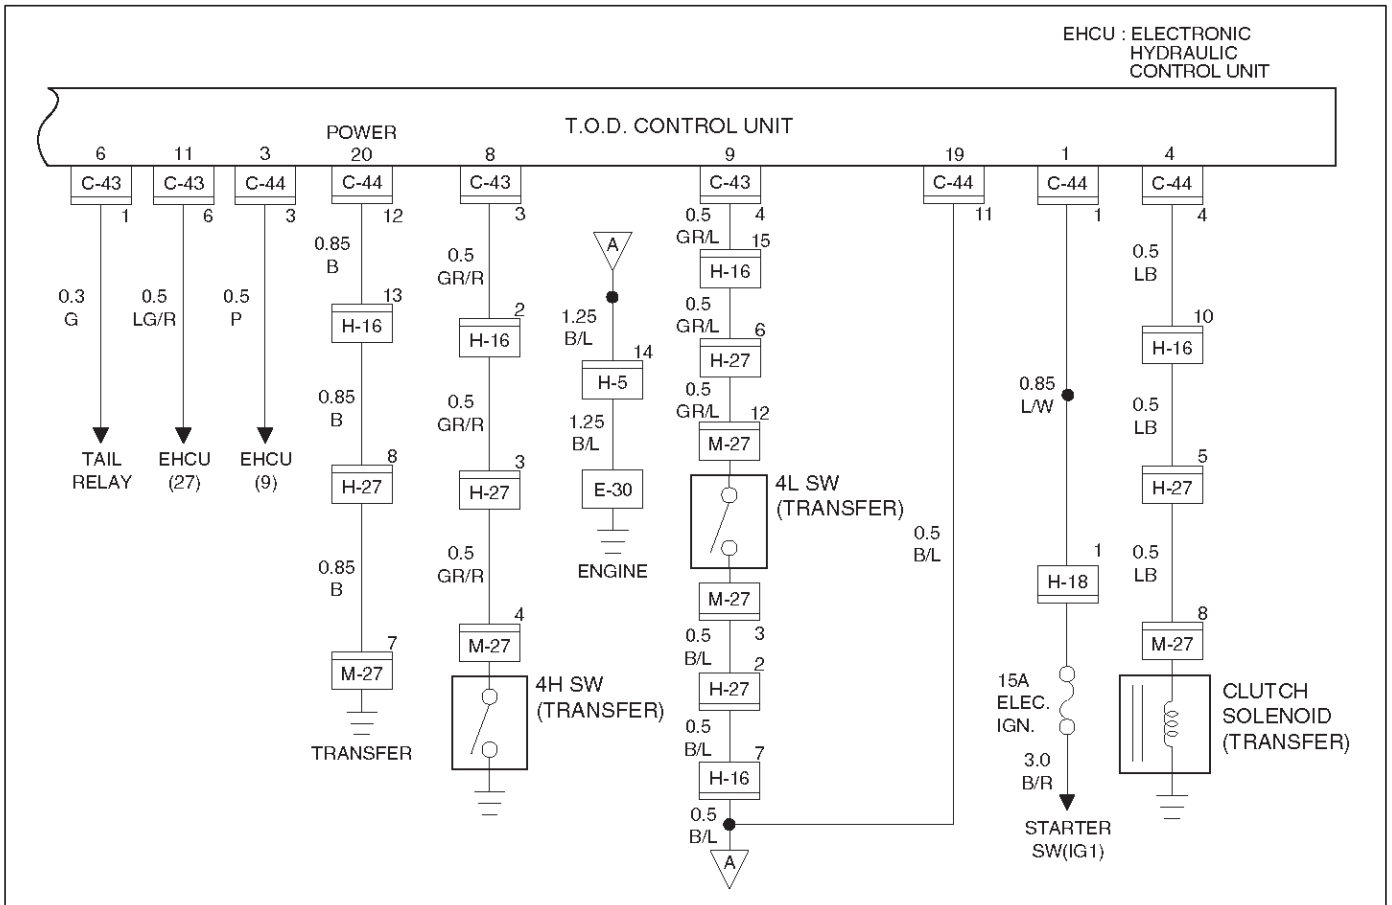 EHCU : ELECTRONIC
HYDRAULIC
CONTROL UNIT
T.O.D. CONTROL UNIT
POWER
6 11 3 20 8 9 19 1 4
C-43 C-43 C-44 C-44 C-43 C-43 C-44 C-44 C-44
1 6 3 12 3 4 11 1 4
0.3
G
TAIL
RELAY
0.5
LG/R
EHCU
(27)
0.5
P
EHCU
(9)
0.85
B
13
H-16
0.85
B
8
H-27
0.85
B
7
M-27
TRANSFER
0.5
GR/R
2
H-16
0.5
GR/R
3
H-27
0.5
GR/R
4
M-27
4H SW
(TRANSFER)
A
1.25
B/L
14
H-5
1.25
B/L
E-30
ENGINE
0.5
GR/L
15
H-16
0.5
GR/L
6
H-27
0.5
GR/L
12
M-27
4L SW
(TRANSFER)
M-27
3
0.5
B/L
2
H-27
0.5
B/L
7
H-16
0.5
B/L
A
0.5
B/L
0.85
L/W
1
H-18
15A
ELEC.
IGN.
3.0
B/R
STARTER
SW(IG1)
0.5
LB
10
H-16
0.5
LB
5
H-27
0.5
LB
8
M-27
CLUTCH
SOLENOID
(TRANSFER)